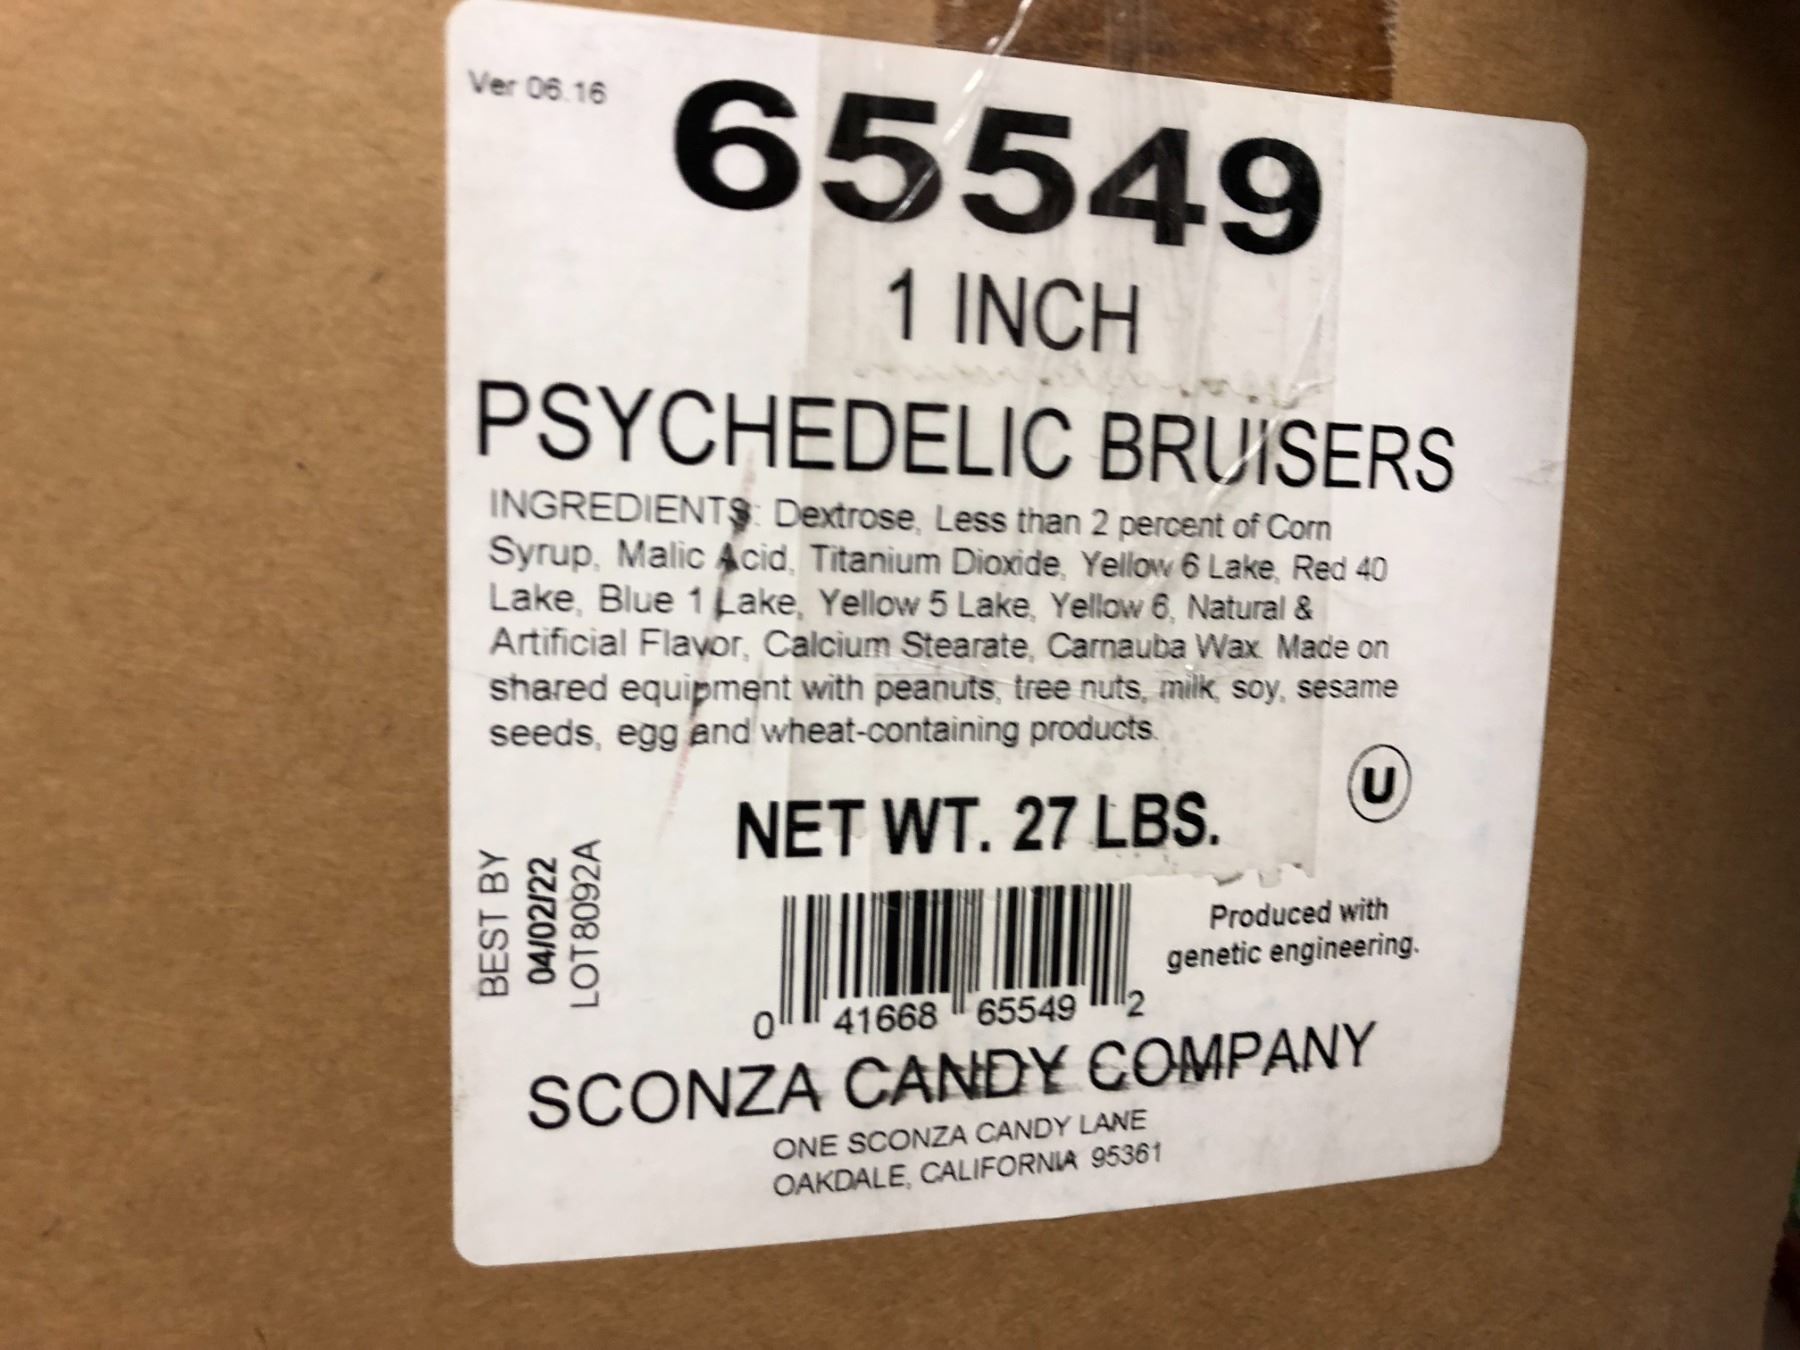 Ver 06.16
65549
1 INCH
PSYCHEDELIC BRUISERS
INGREDIENTS: Dextrose, Less than 2 percent of Corn
Syrup, Malic Acid, Titanium Dioxide, Yellow 6 Lake, Red 40
Lake, Blue 1 Lake, Yellow 5 Lake, Yellow 6, Natural &
Artificial Flavor, Calcium Stearate, Carnauba Wax. Made on
shared equipment with peanuts, tree nuts, milk, soy, sesame
seeds, egg and wheat-containing products.
U
NET WT. 27 LBS.
BEST BY
04/02/22
LOT8092A
Produced with
genetic engineering.
0 41668 65549 2
SCONZA CANDY COMPANY
ONE SCONZA CANDY LANE
OAKDALE, CALIFORNIA 95361